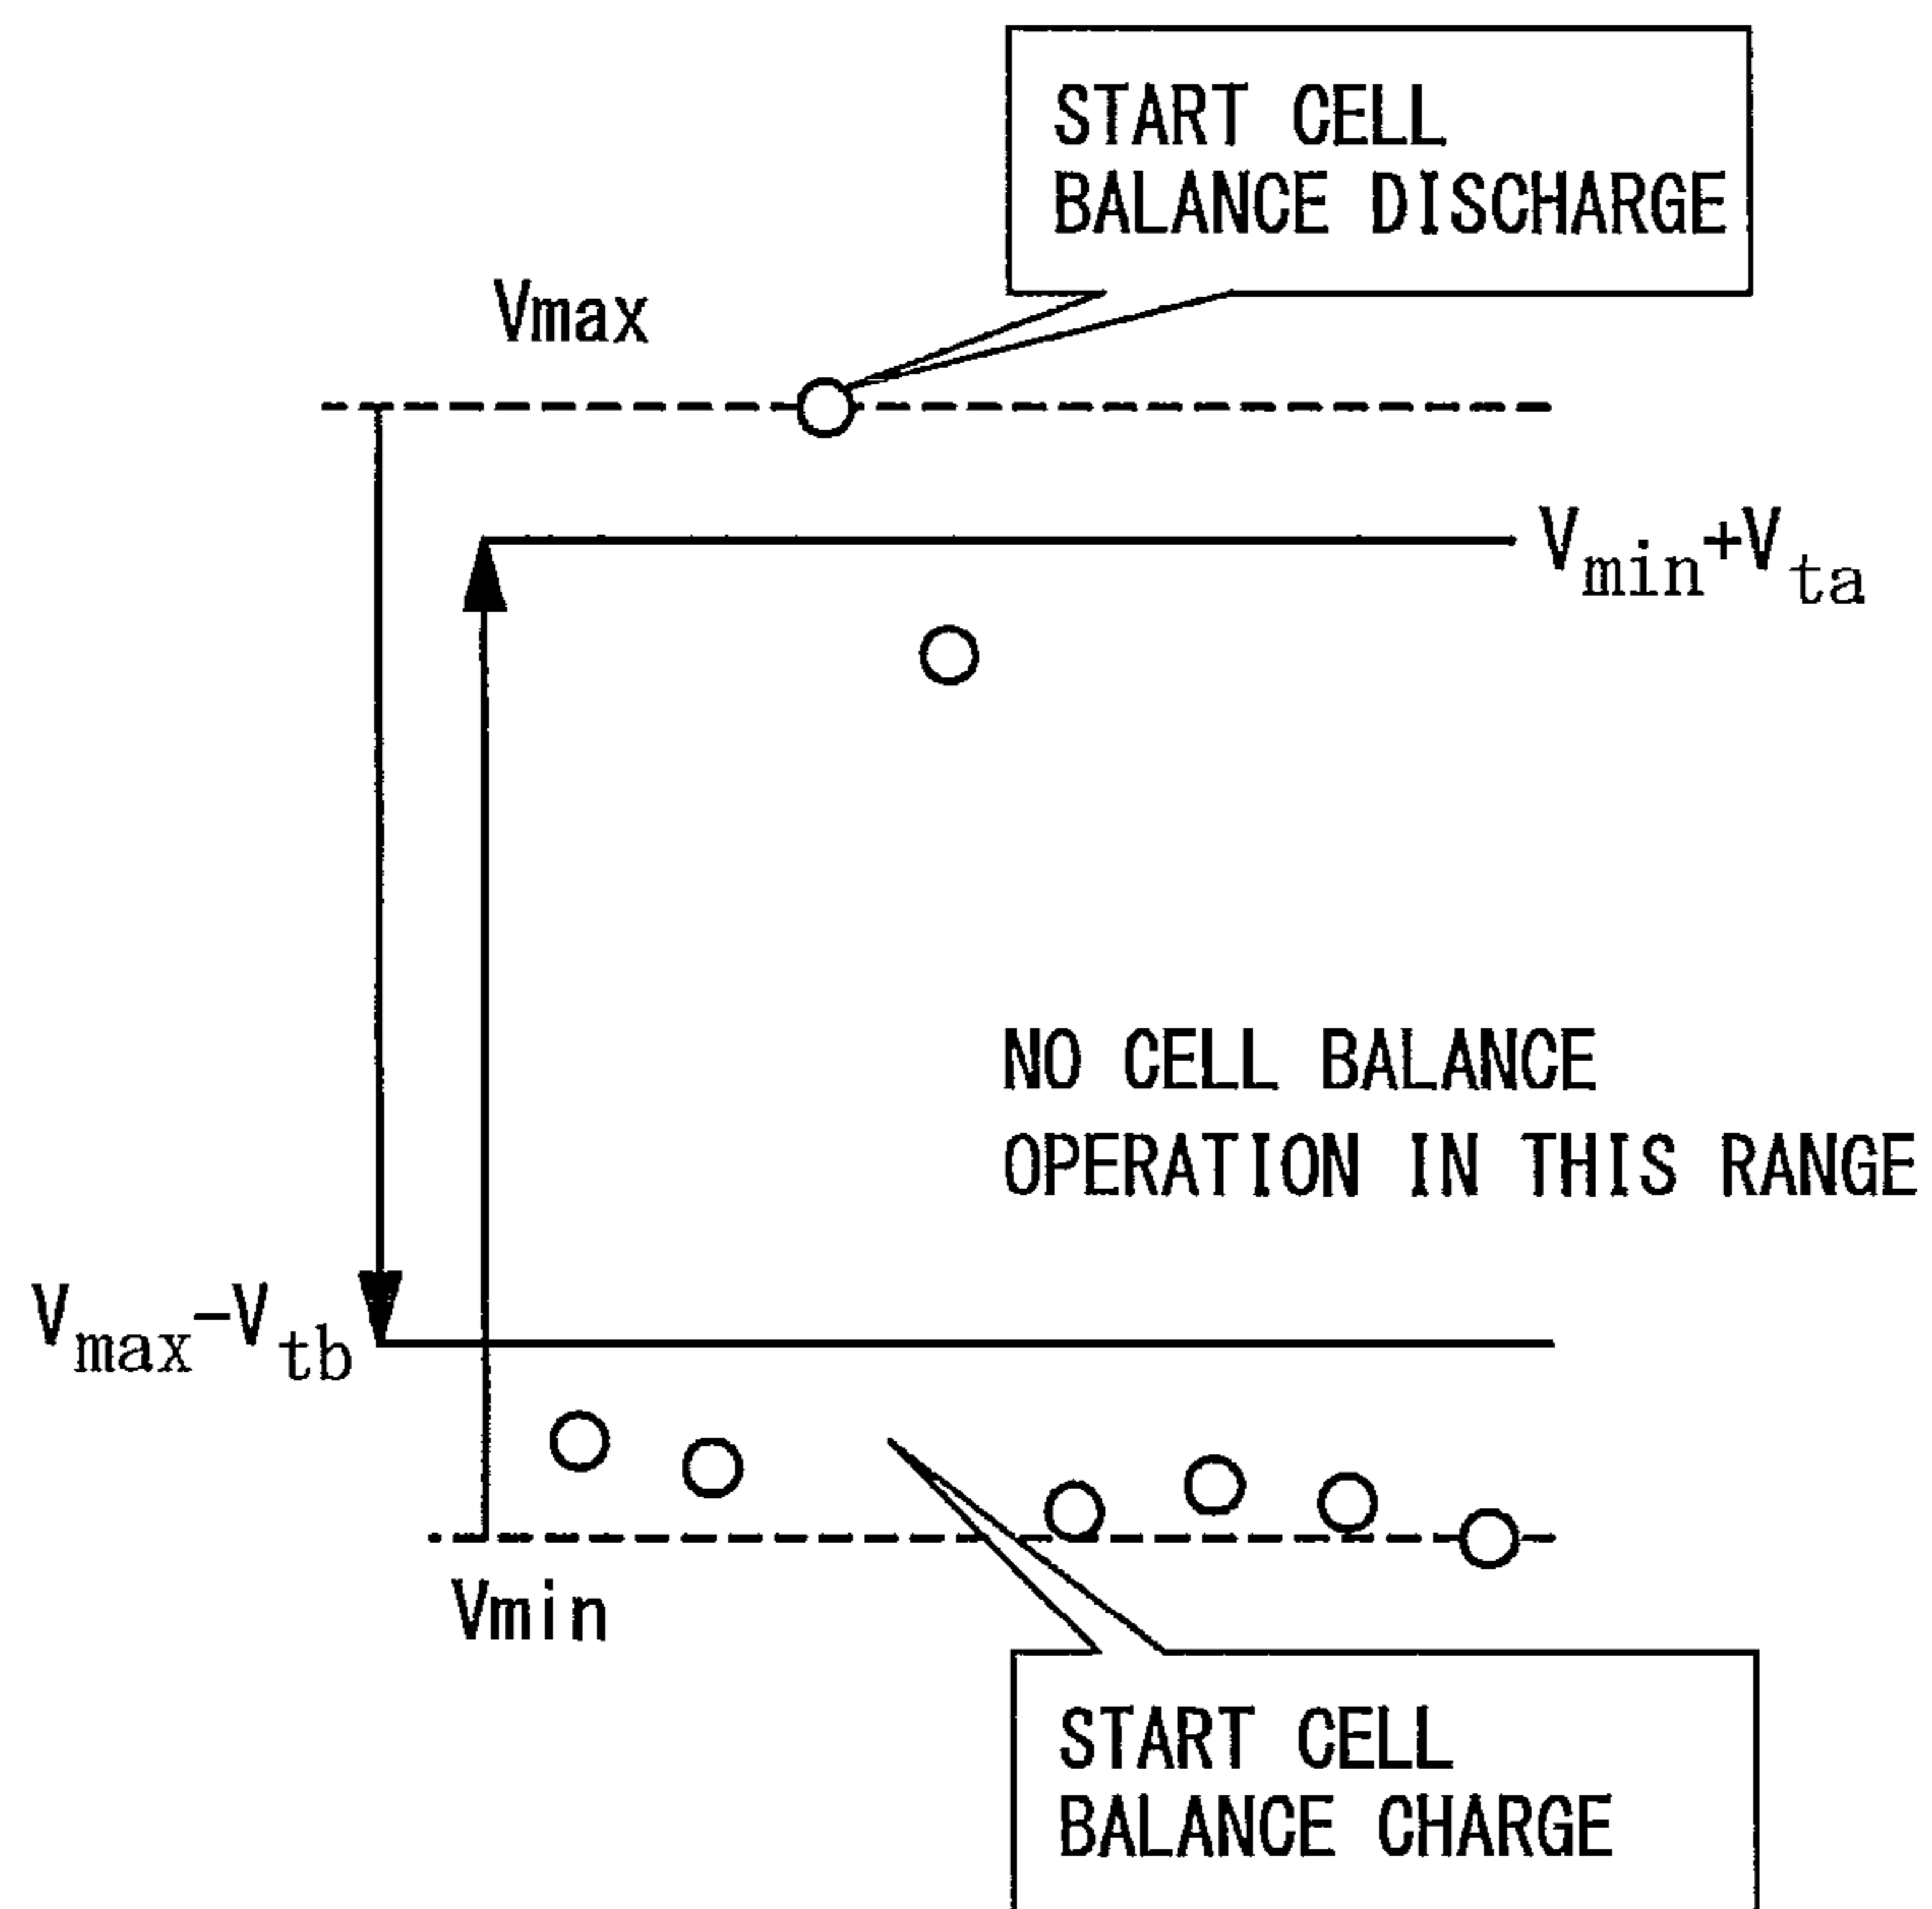 START CELL
BALANCE DISCHARGE
Vmax
Vmin+Vta
NO CELL BALANCE
OPERATION IN THIS RANGE
Vmax-Vtb
Vmin
START CELL
BALANCE CHARGE